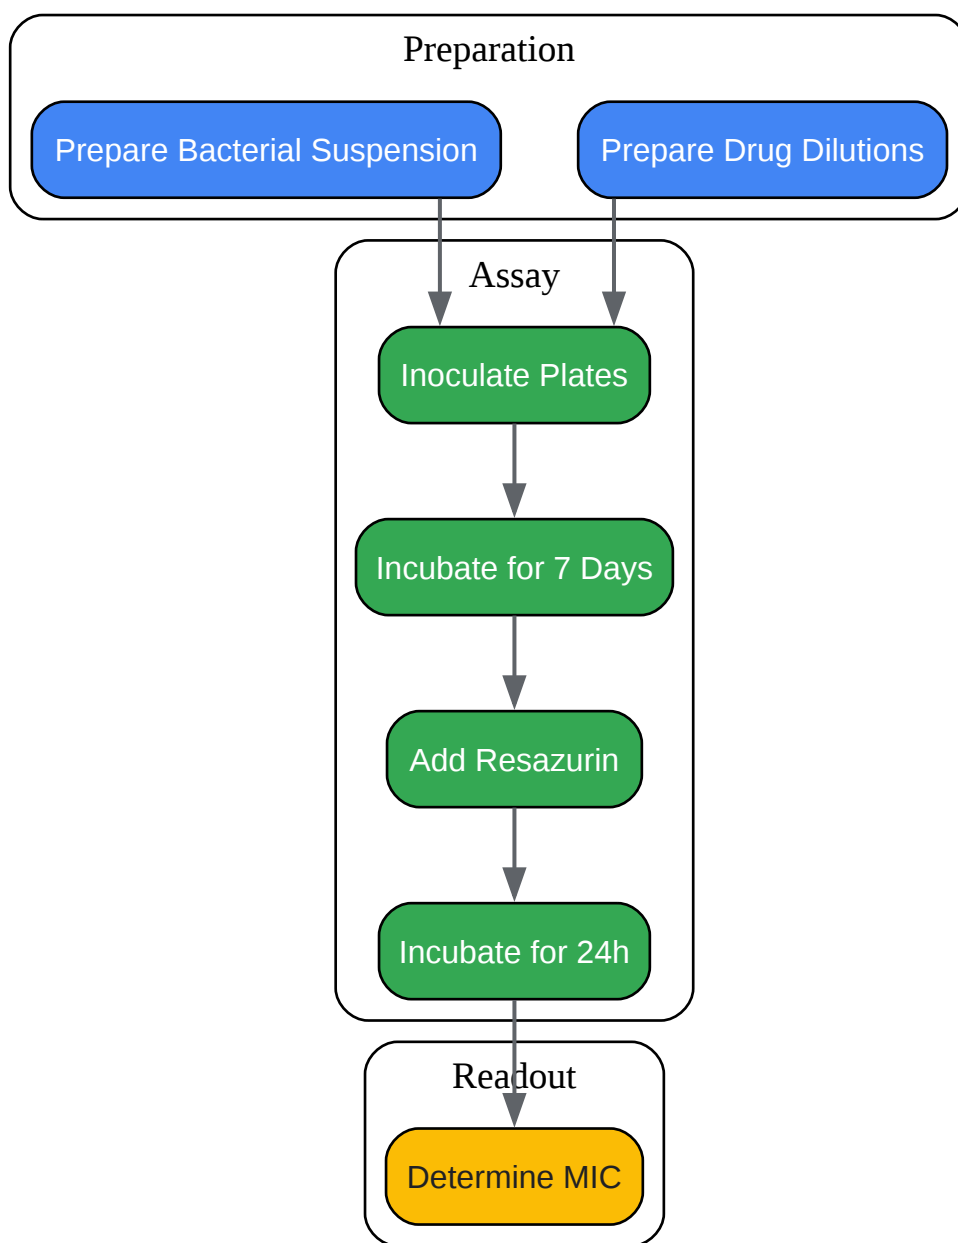 Preparation
Prepare Bacterial Suspension
Prepare Drug Dilutions
Assay
Inoculate Plates
Incubate for 7 Days
Add Resazurin
Incubate for 24h
Readout
Determine MIC